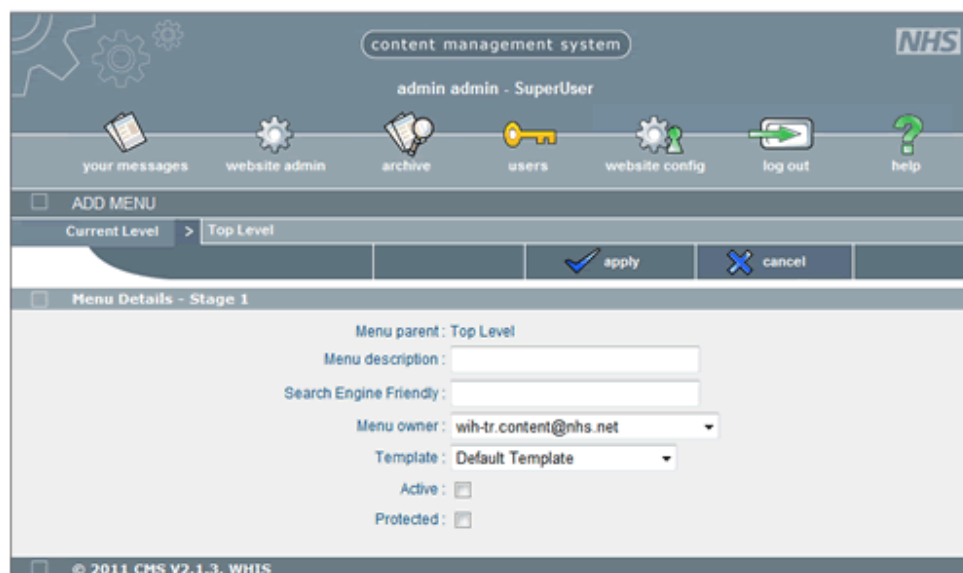 content management system
NHS
admin admin - SuperUser
your messages website admin archive users website config log out help
ADD MENU
Current Level > Top Level
apply cancel
Menu Details - Stage 1
Menu parent : Top Level
Menu description :
Search Engine Friendly :
Menu owner : wih-tr.content@nhs.net
Template : Default Template
Active :
Protected :
© 2011 CMS V2.1.3. WHIS